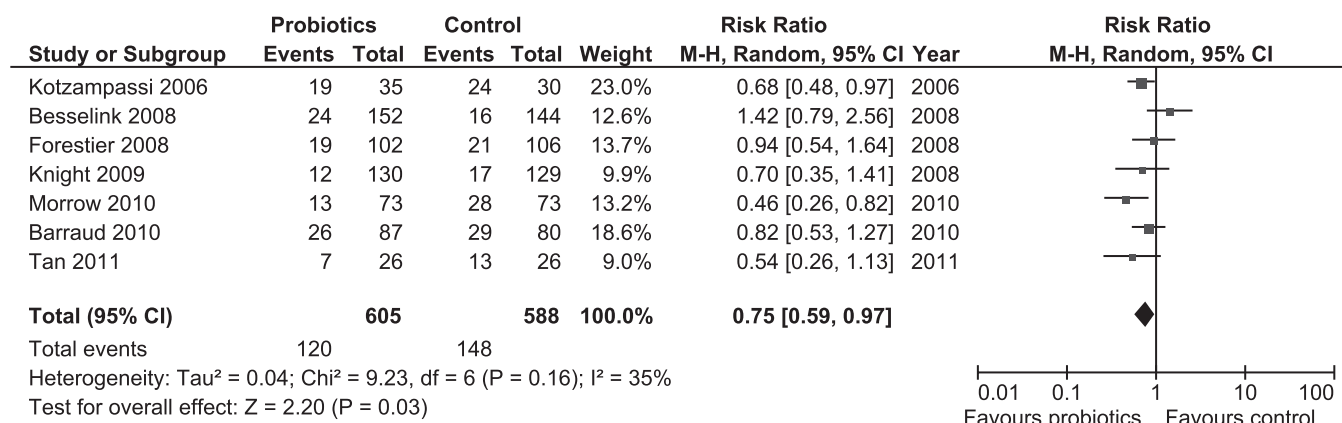 Probiotics Control Risk Ratio Risk Ratio
Study or Subgroup Events Total Events Total Weight M-H, Random, 95% CI Year M-H, Random, 95% CI
Kotzampassi 2006 19 35 24 30 23.0% 0.68 [0.48, 0.97] 2006
Besselink 2008 24 152 16 144 12.6% 1.42 [0.79, 2.56] 2008
Forestier 2008 19 102 21 106 13.7% 0.94 [0.54, 1.64] 2008
Knight 2009 12 130 17 129 9.9% 0.70 [0.35, 1.41] 2008
Morrow 2010 13 73 28 73 13.2% 0.46 [0.26, 0.82] 2010
Barraud 2010 26 87 29 80 18.6% 0.82 [0.53, 1.27] 2010
Tan 2011 7 26 13 26 9.0% 0.54 [0.26, 1.13] 2011
Total (95% CI) 605 588 100.0% 0.75 [0.59, 0.97]
Total events 120 148
Heterogeneity: Tau² = 0.04; Chi² = 9.23, df = 6 (P = 0.16); I² = 35%
Test for overall effect: Z = 2.20 (P = 0.03)
0.01 0.1 1 10 100
Favours probiotics Favours control